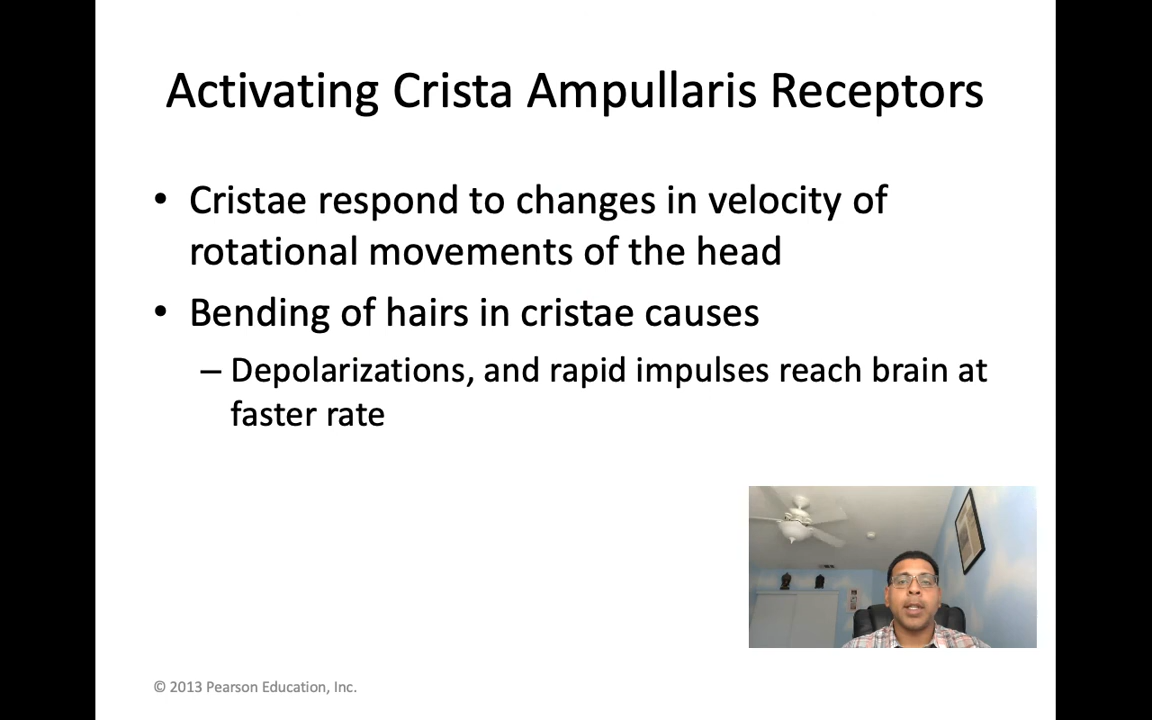 Activating Crista Ampullaris Receptors
• Cristae respond to changes in velocity of
rotational movements of the head
• Bending of hairs in cristae causes
– Depolarizations, and rapid impulses reach brain at
faster rate
© 2013 Pearson Education, Inc.